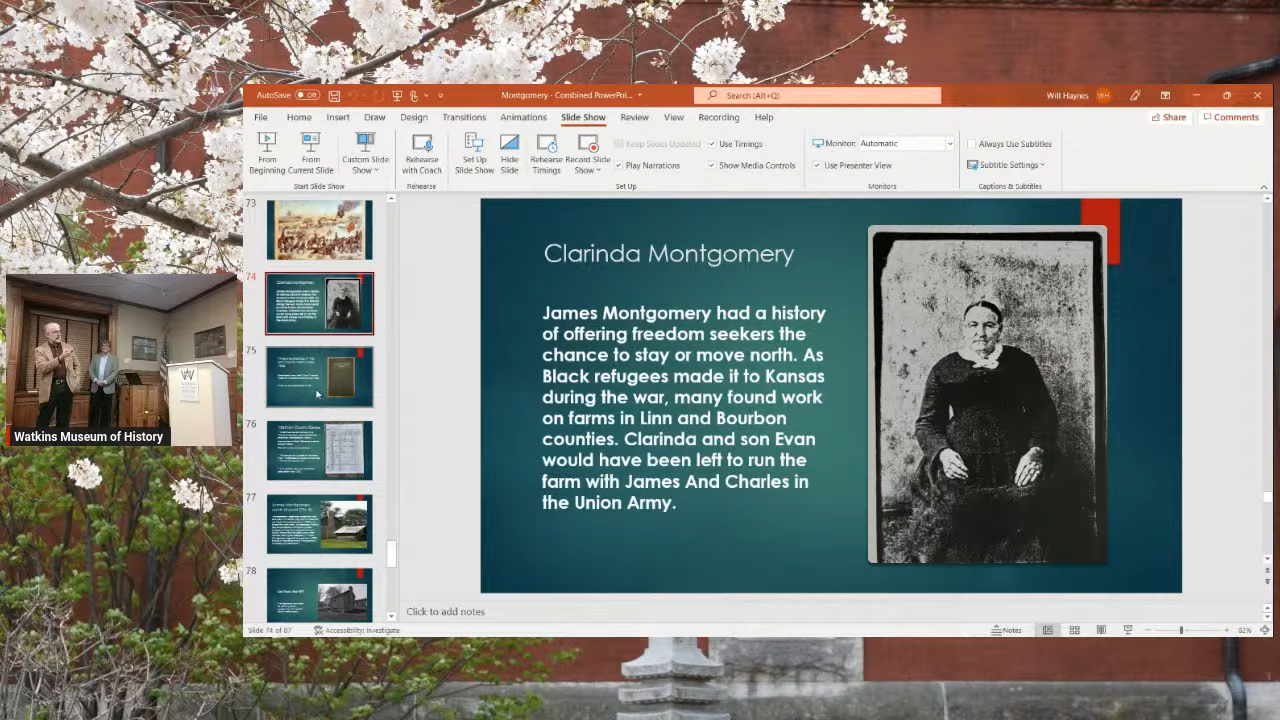 AutoSave Off Montgomery - Combined PowerPoi... Search (Alt+Q) Will Haynes WH
File Home Insert Draw Design Transitions Animations Slide Show Review View Recording Help Share Comments
From Beginning
From Current Slide
Custom Slide Show
Start Slide Show
Rehearse with Coach
Rehearse
Set Up Slide Show
Hide Slide
Rehearse Timings
Record Slide Show
Keep Slides Updated
Play Narrations
Use Timings
Show Media Controls
Set Up
Monitor: Automatic
Use Presenter View
Monitors
Always Use Subtitles
Subtitle Settings
Captions & Subtitles
73
74
75
76
77
78
Clarinda Montgomery
James Montgomery had a history
of offering freedom seekers the
chance to stay or move north. As
Black refugees made it to Kansas
during the war, many found work
on farms in Linn and Bourbon
counties. Clarinda and son Evan
would have been left to run the
farm with James And Charles in
the Union Army.
Watkins Museum of History
Click to add notes
Slide 74 of 87 Accessibility: Investigate Notes 92%